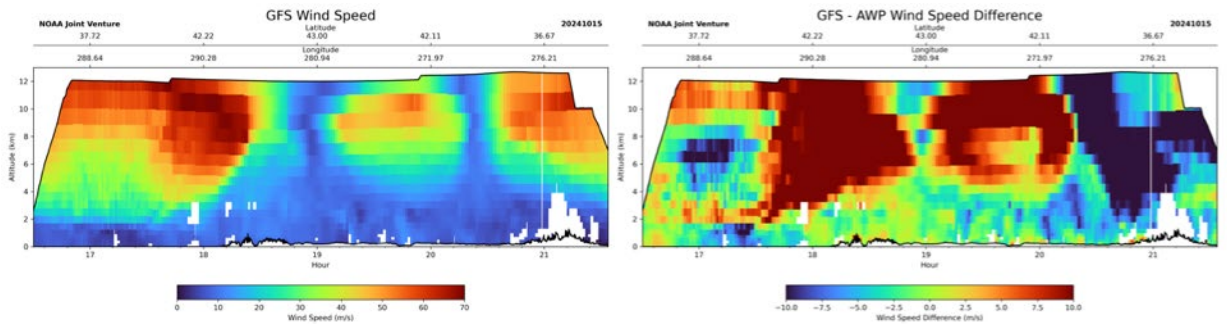 GFS Wind Speed
NOAA Joint Venture
20241015
Latitude
37.72 42.22 43.00 42.11 36.67
Longitude
288.64 290.28 280.94 271.97 276.21
Altitude (km)
12
10
8
6
4
2
0
17 18 19 20 21
Hour
0 10 20 30 40 50 60 70
Wind Speed (m/s)
GFS - AWP Wind Speed Difference
NOAA Joint Venture
20241015
Latitude
37.72 42.22 43.00 42.11 36.67
Longitude
288.64 290.28 280.94 271.97 276.21
Altitude (km)
12
10
8
6
4
2
0
17 18 19 20 21
Hour
−10.0 −7.5 −5.0 −2.5 0.0 2.5 5.0 7.5 10.0
Wind Speed Difference (m/s)